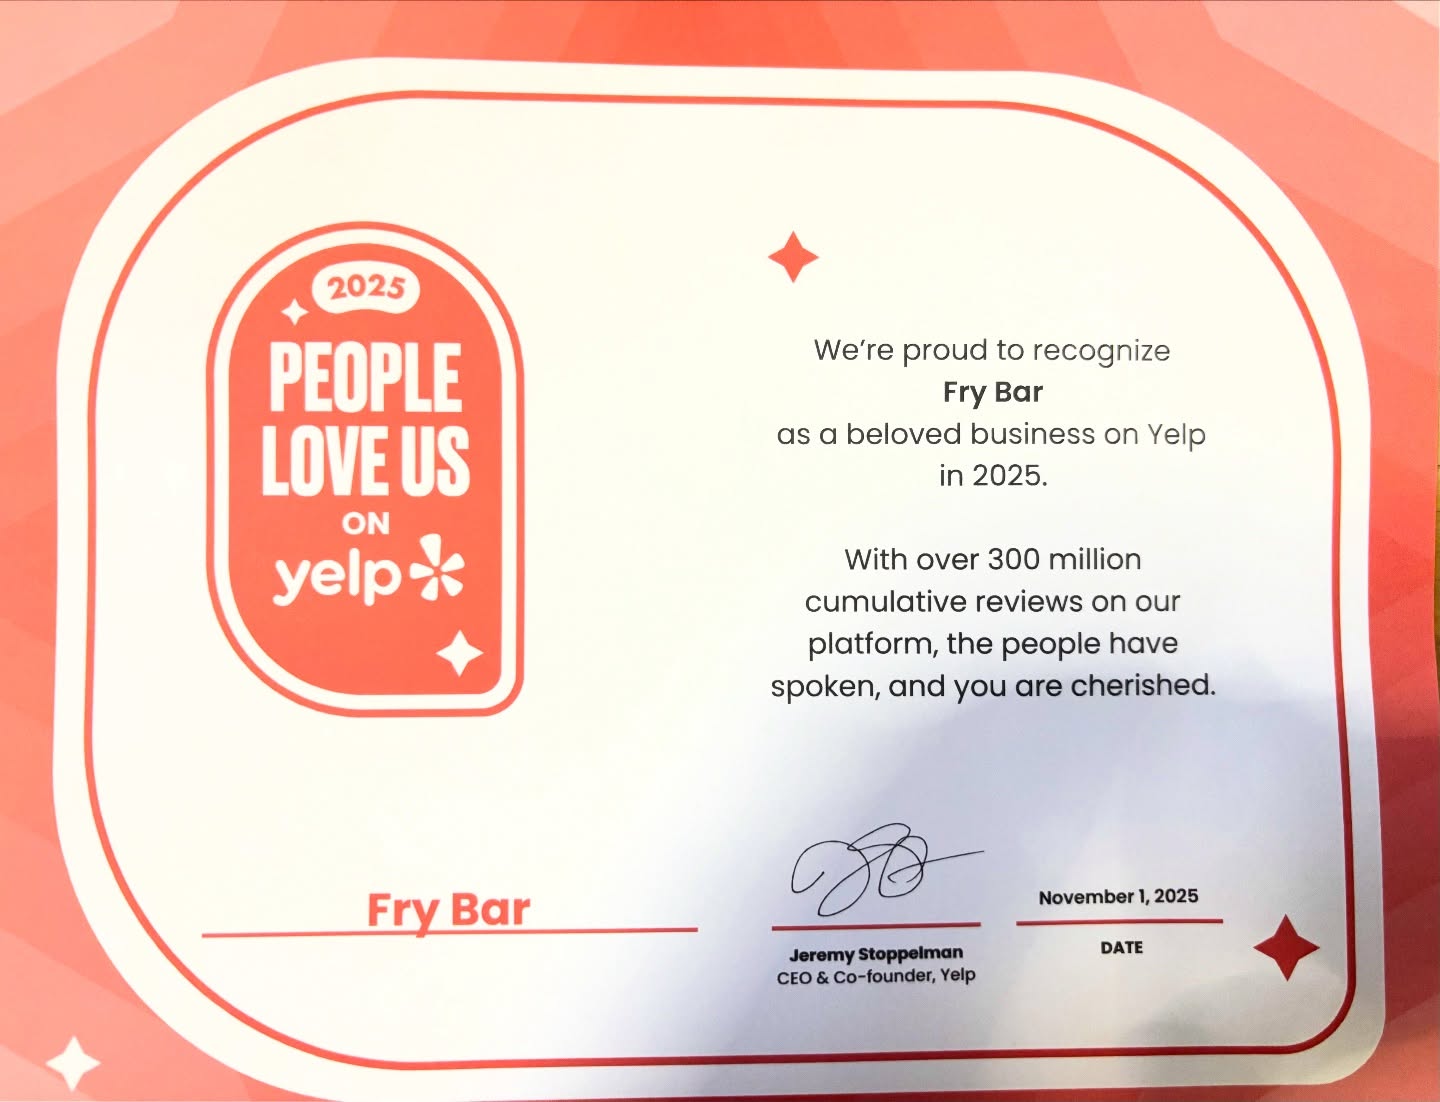 2025
PEOPLE
LOVE US
ON
yelp
Fry Bar
We're proud to recognize
Fry Bar
as a beloved business on Yelp
in 2025.
With over 300 million
cumulative reviews on our
platform, the people have
spoken, and you are cherished.
Jeremy Stoppelman
CEO & Co-founder, Yelp
November 1, 2025
DATE